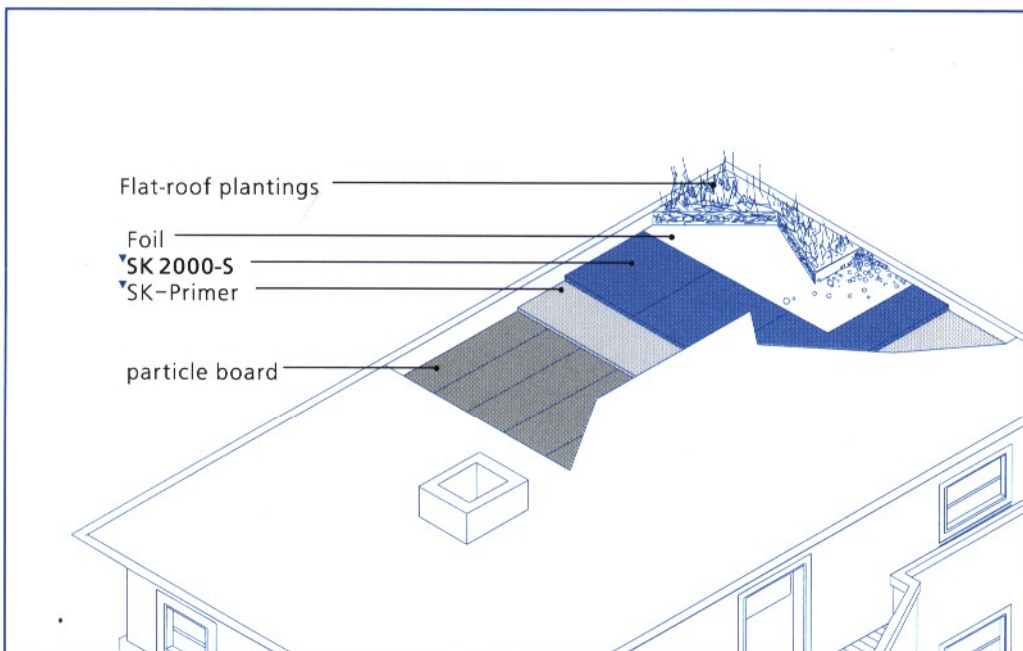 Flat-roof plantings
Foil
SK 2000-S
SK-Primer
particle board